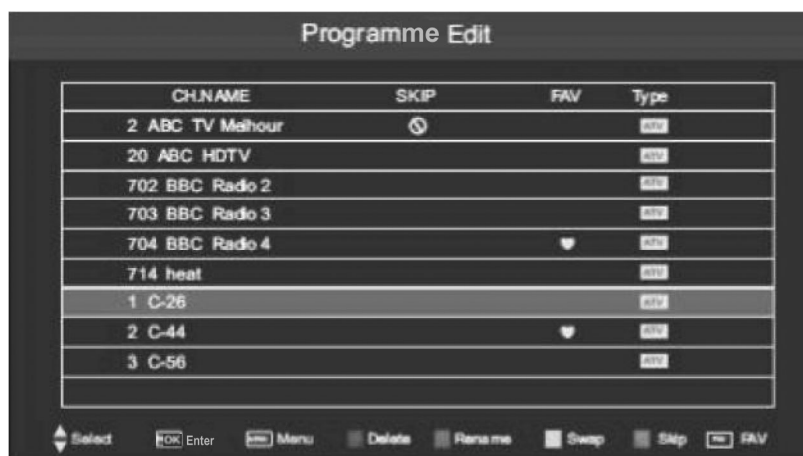 Programme Edit
CH.NAME SKIP FAV Type
2 ABC TV Melhour ATV
20 ABC HDTV ATV
702 BBC Radio 2 ATV
703 BBC Radio 3 ATV
704 BBC Radio 4 ATV
714 heat ATV
1 C-26 ATV
2 C-44 ATV
3 C-56 ATV
Select OK Enter Menu Delete Rename Swap Skip FAV